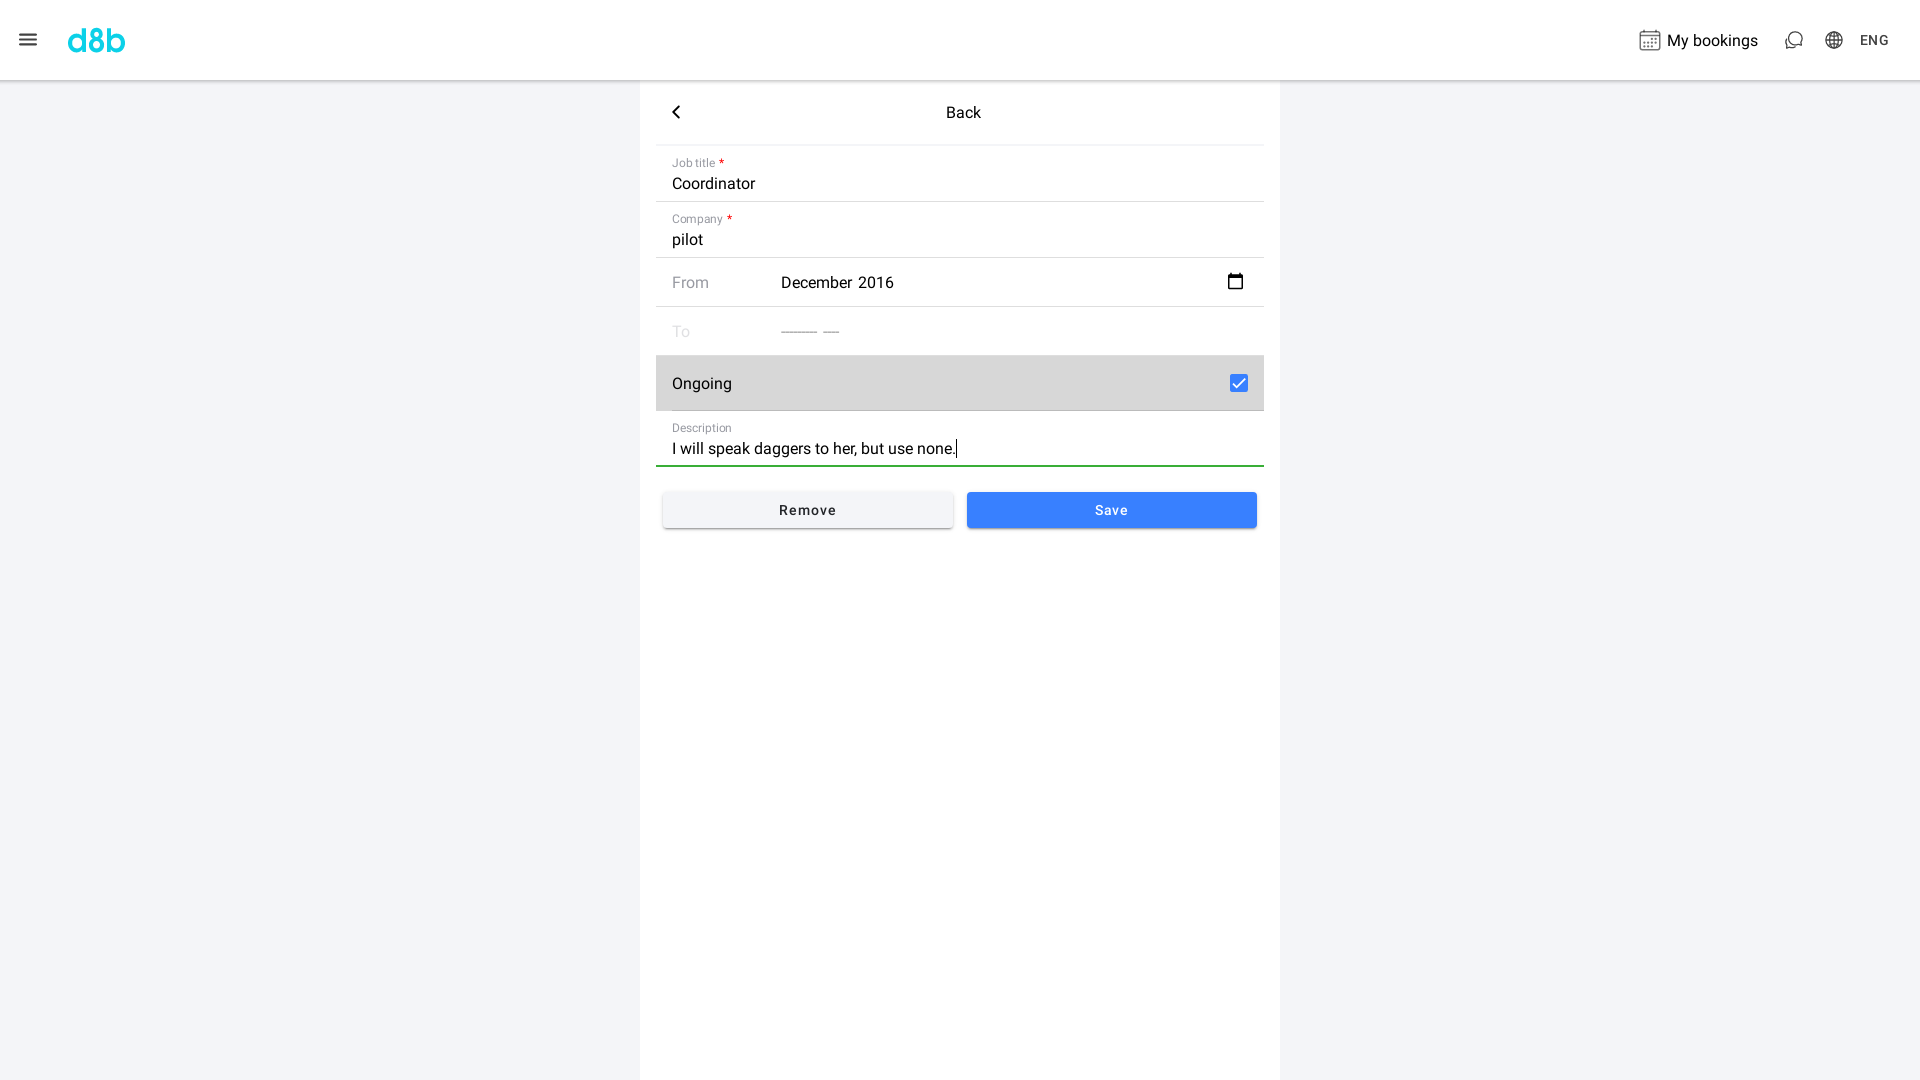 d8b
My bookings
ENG
Back
Job title *
Coordinator
Company *
pilot
From
December 2016
To
--------- ----
Ongoing
Description
I will speak daggers to her, but use none.
Remove
Save